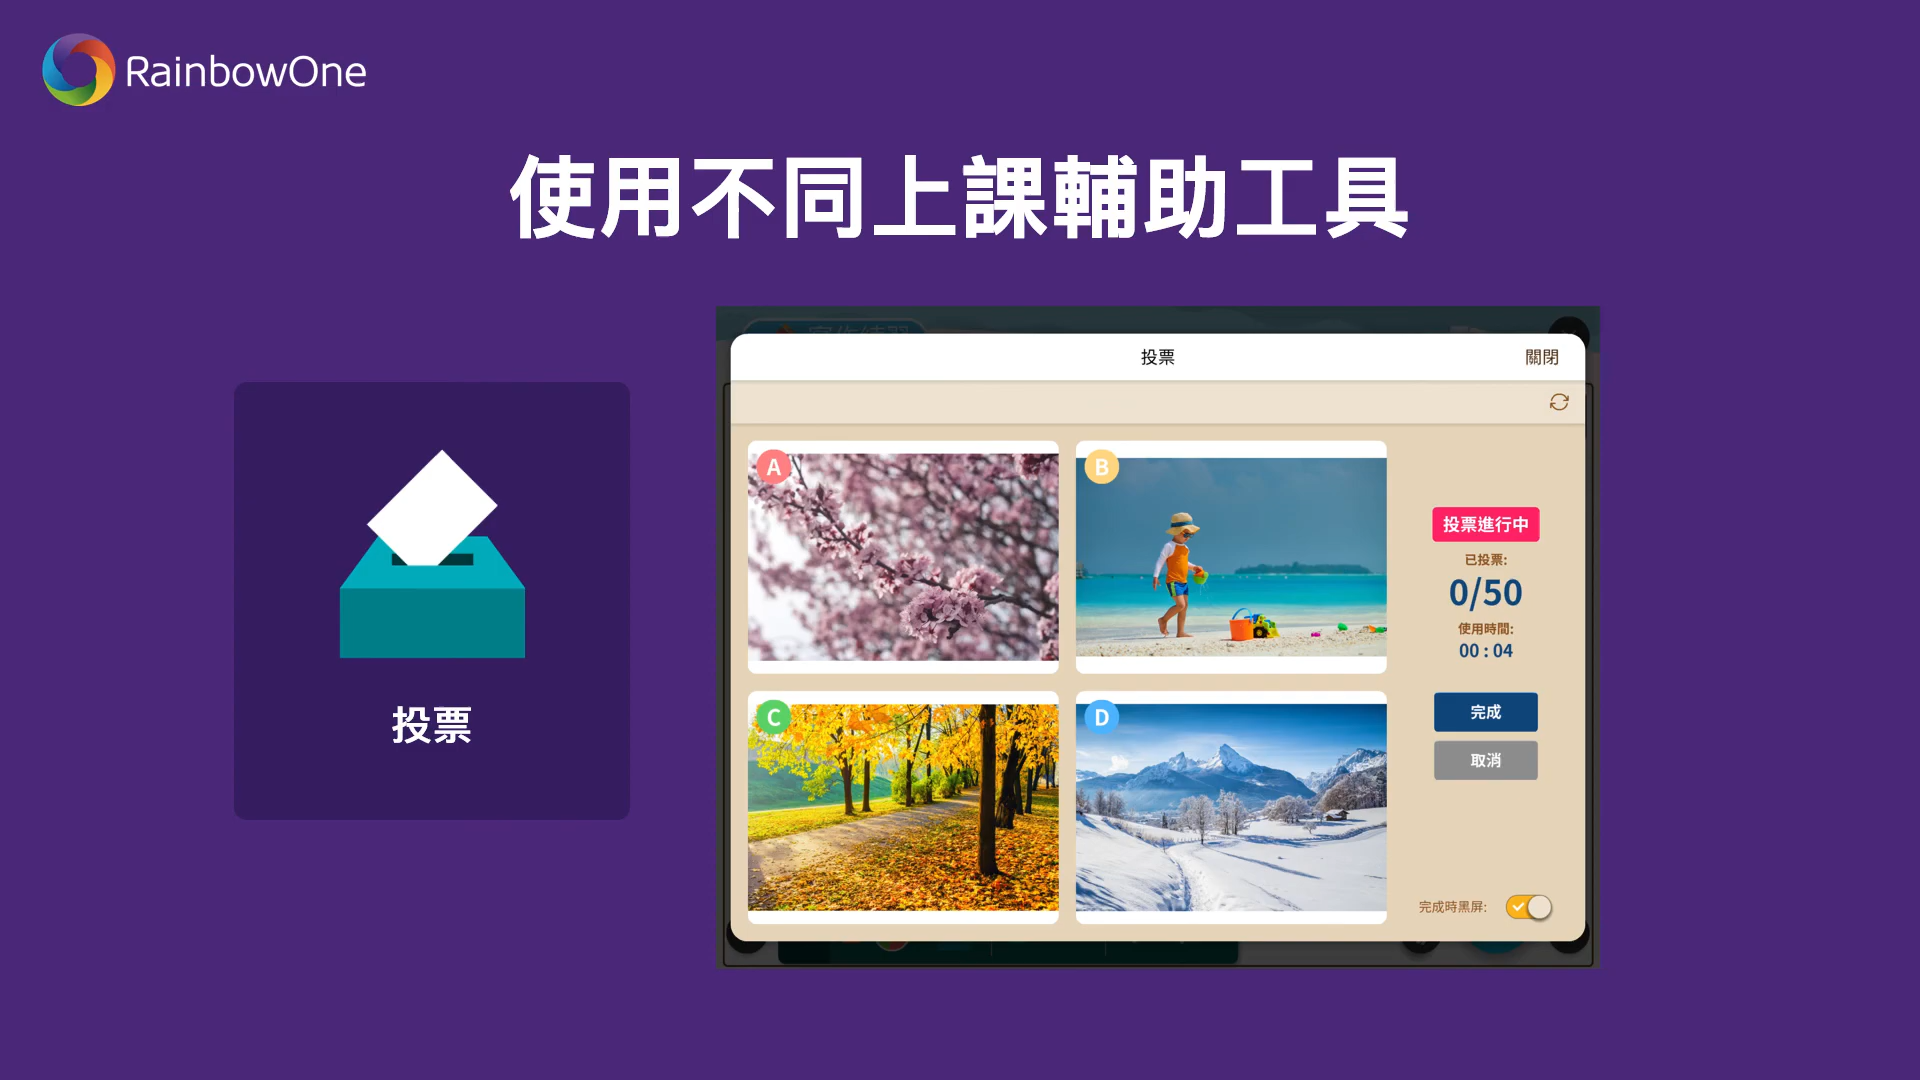 RainbowOne
使用不同上課輔助工具
投票
投票
關閉
A
B
C
D
投票進行中
已投票:
0/50
使用時間:
00 : 04
完成
取消
完成時黑屏: